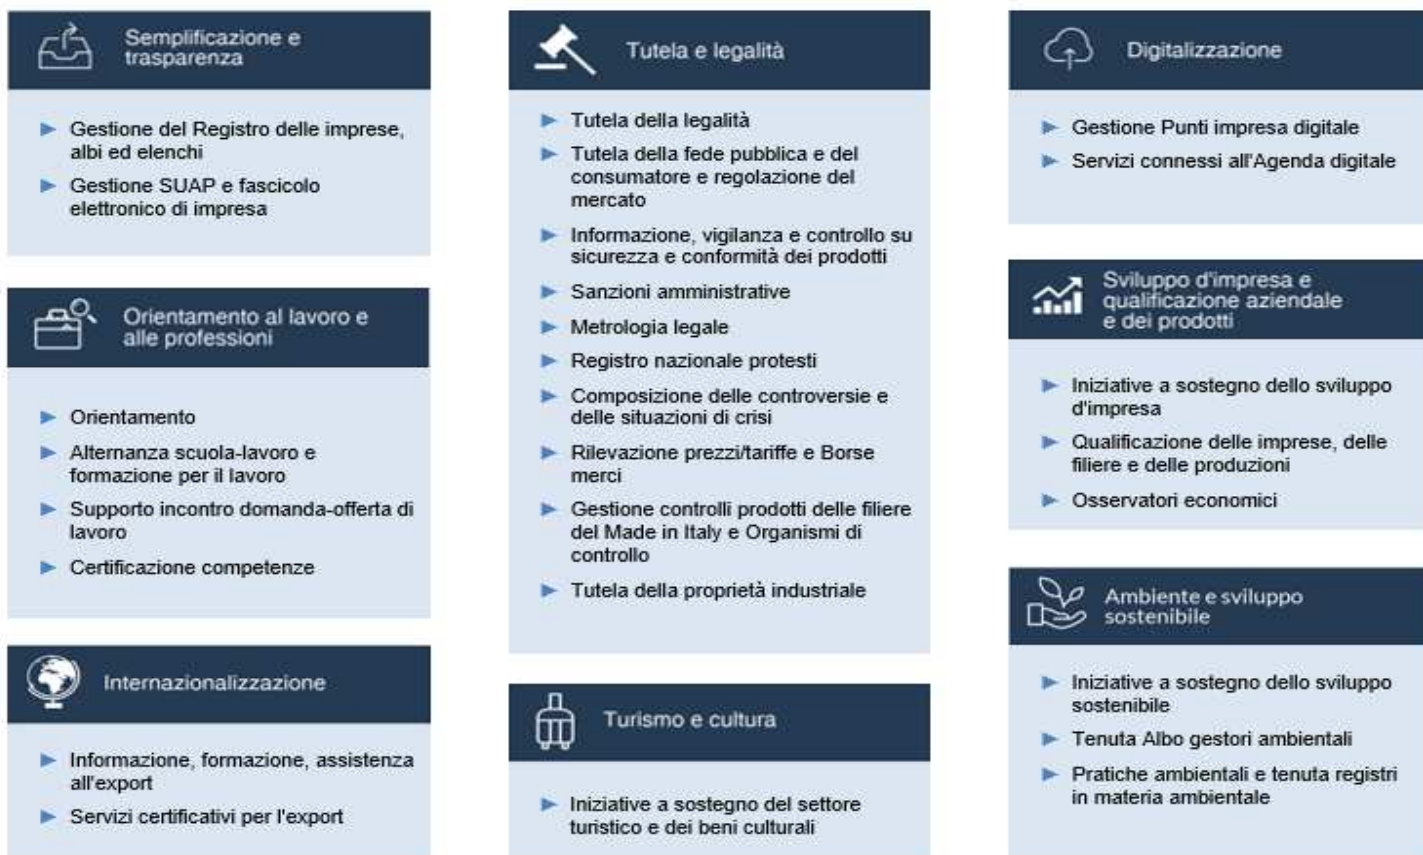 Semplificazione e
trasparenza
Gestione del Registro delle imprese,
albi ed elenchi
Gestione SUAP e fascicolo
elettronico di impresa
Orientamento al lavoro e
alle professioni
Orientamento
Alternanza scuola-lavoro e
formazione per il lavoro
Supporto incontro domanda-offerta di
lavoro
Certificazione competenze
Internazionalizzazione
Informazione, formazione, assistenza
all'export
Servizi certificativi per l'export
Tutela e legalità
Tutela della legalità
Tutela della fede pubblica e del
consumatore e regolazione del
mercato
Informazione, vigilanza e controllo su
sicurezza e conformità dei prodotti
Sanzioni amministrative
Metrologia legale
Registro nazionale protesti
Composizione delle controversie e
delle situazioni di crisi
Rilevazione prezzi/tariffe e Borse
merci
Gestione controlli prodotti delle filiere
del Made in Italy e Organismi di
controllo
Tutela della proprietà industriale
Turismo e cultura
Iniziative a sostegno del settore
turistico e dei beni culturali
Digitalizzazione
Gestione Punti impresa digitale
Servizi connessi all'Agenda digitale
Sviluppo d'impresa e
qualificazione aziendale
e dei prodotti
Iniziative a sostegno dello sviluppo
d'impresa
Qualificazione delle imprese, delle
filiere e delle produzioni
Osservatori economici
Ambiente e sviluppo
sostenibile
Iniziative a sostegno dello sviluppo
sostenibile
Tenuta Albo gestori ambientali
Pratiche ambientali e tenuta registri
in materia ambientale